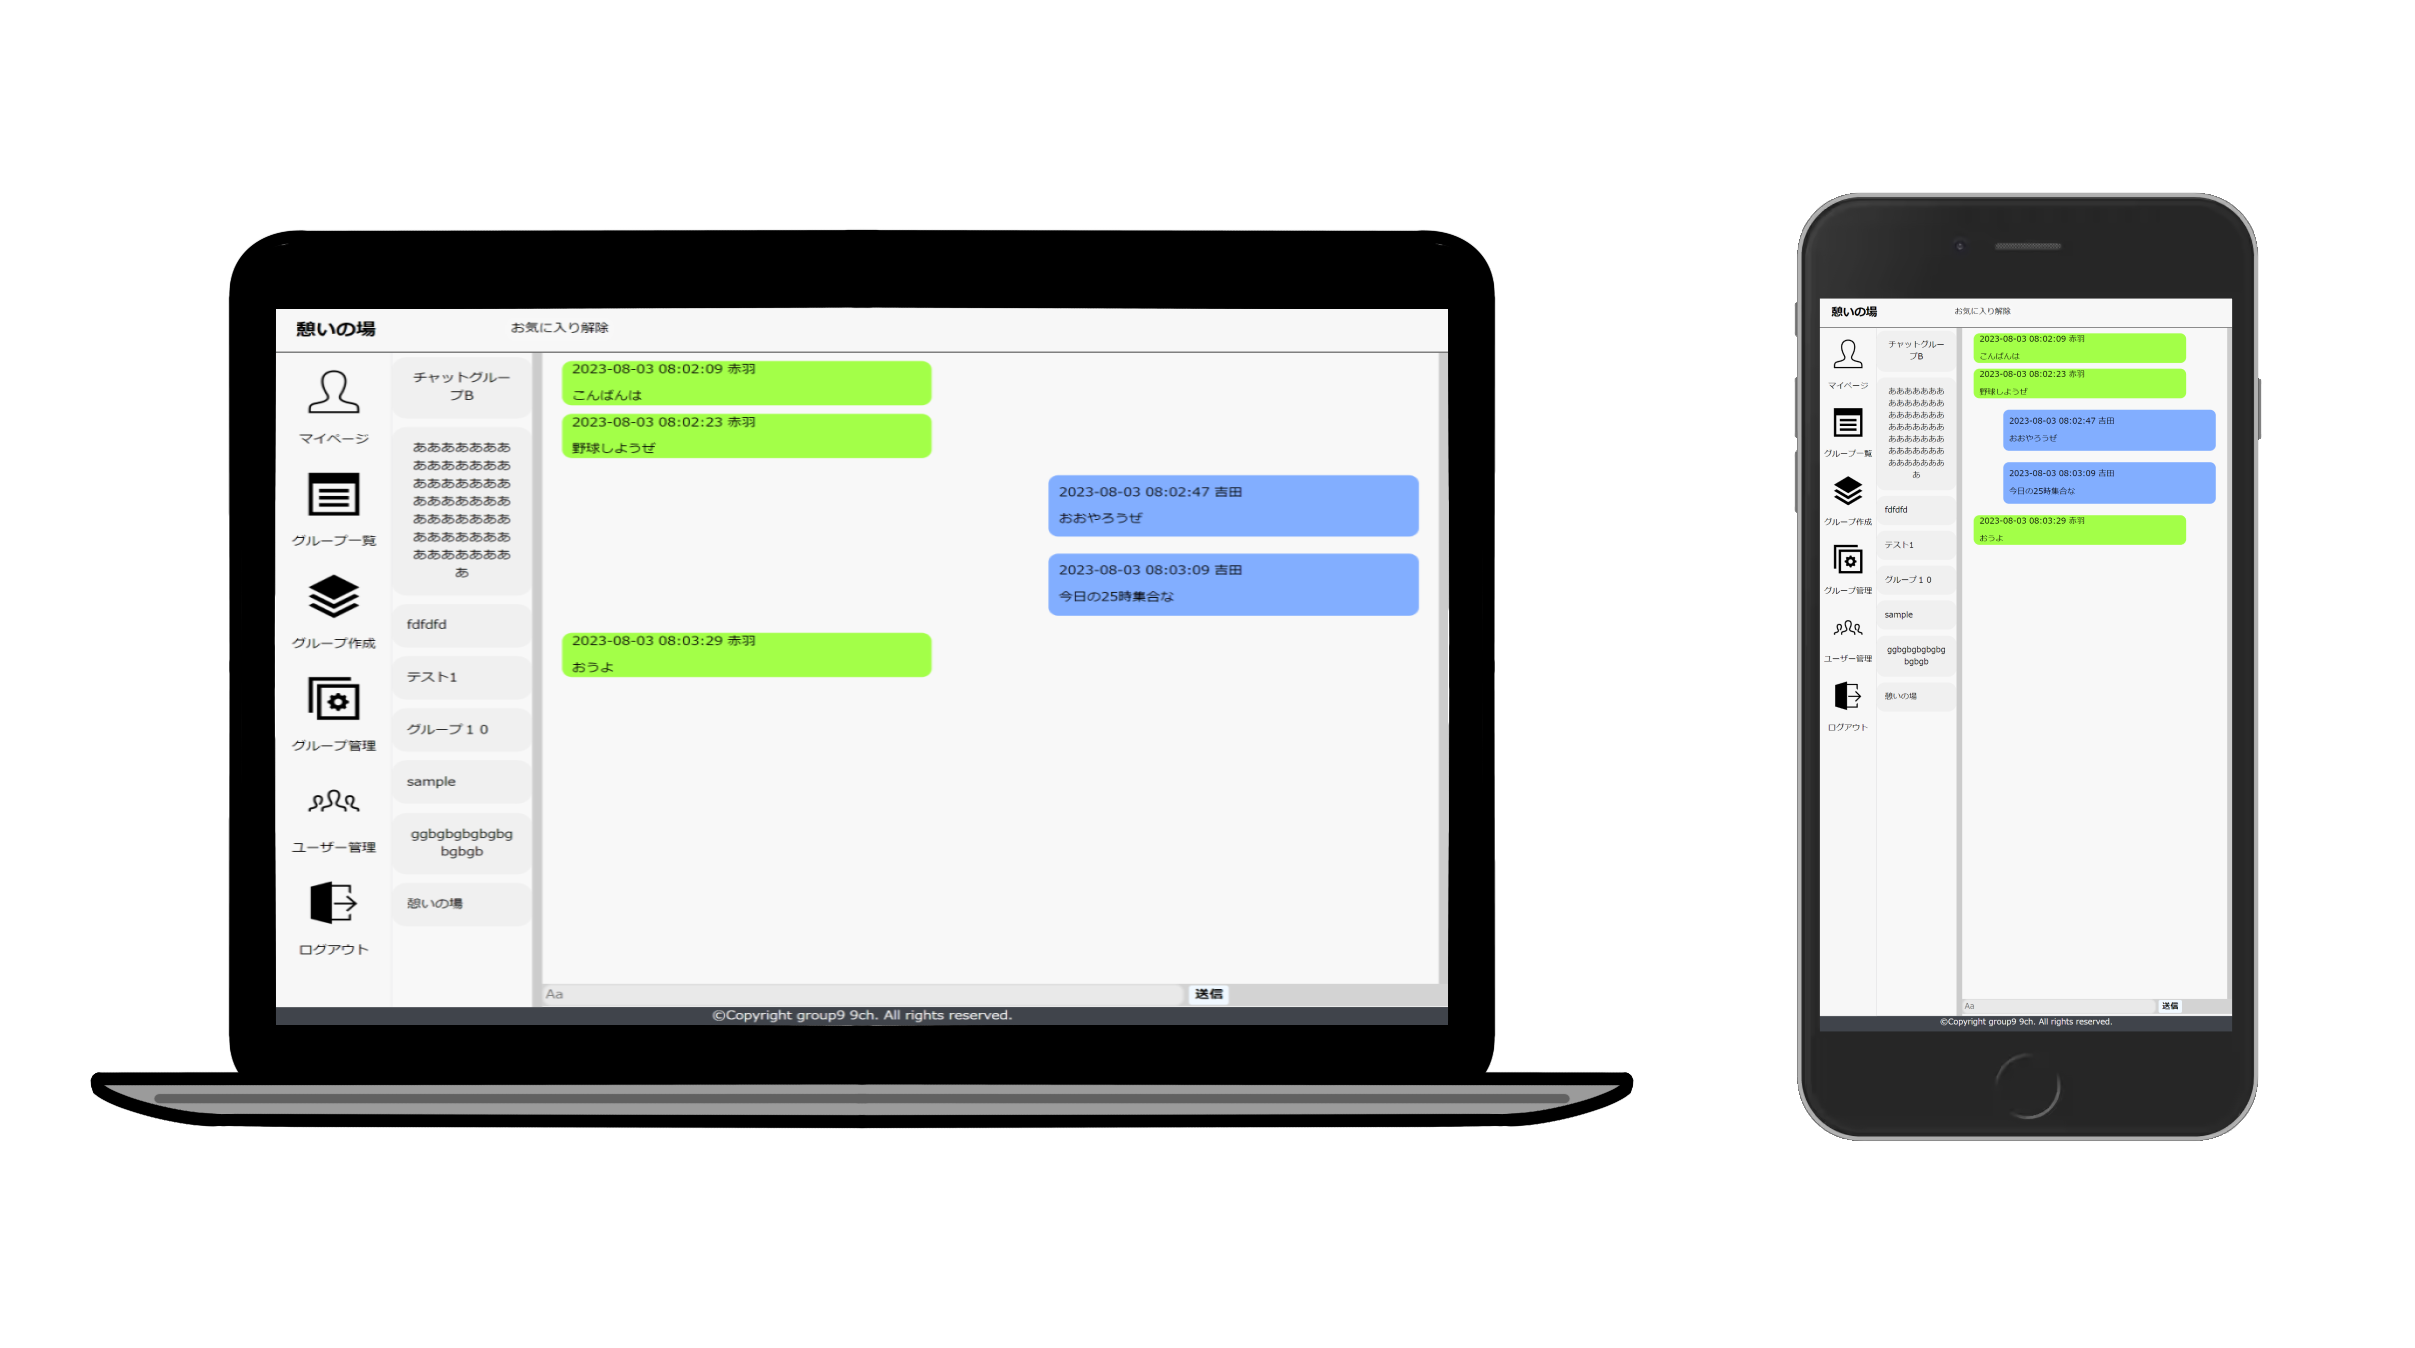 憩いの場
お気に入り解除
マイページ
グループ一覧
グループ作成
グループ管理
ユーザー管理
ログアウト
チャットグルー
プB
あああああああ
あああああああ
あああああああ
あああああああ
あああああああ
あああああああ
あああああああ
あ
fdfdfd
テスト1
グループ１０
sample
ggbgbgbgbgbg
bgbgb
憩いの場
2023-08-03 08:02:09 赤羽
こんばんは
2023-08-03 08:02:23 赤羽
野球しようぜ
2023-08-03 08:02:47 吉田
おおやろうぜ
2023-08-03 08:03:09 吉田
今日の25時集合な
2023-08-03 08:03:29 赤羽
おうよ
Aa
送信
©Copyright group9 9ch. All rights reserved.
憩いの場
お気に入り解除
マイページ
グループ一覧
グループ作成
グループ管理
ユーザー管理
ログアウト
チャットグルー
プB
あああああああ
あああああああ
あああああああ
あああああああ
あああああああ
あああああああ
あああああああ
あ
fdfdfd
テスト1
グループ１０
sample
ggbgbgbgbgbg
bgbgb
憩いの場
2023-08-03 08:02:09 赤羽
こんばんは
2023-08-03 08:02:23 赤羽
野球しようぜ
2023-08-03 08:02:47 吉田
おおやろうぜ
2023-08-03 08:03:09 吉田
今日の25時集合な
2023-08-03 08:03:29 赤羽
おうよ
Aa
送信
©Copyright group9 9ch. All rights reserved.